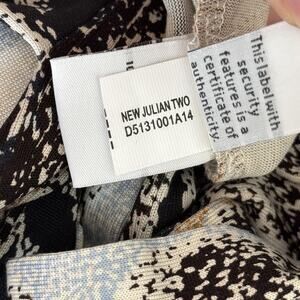 NEW JULIAN TWO
D5131001A14
This label with
security
features is a
certificate of
authenticity.